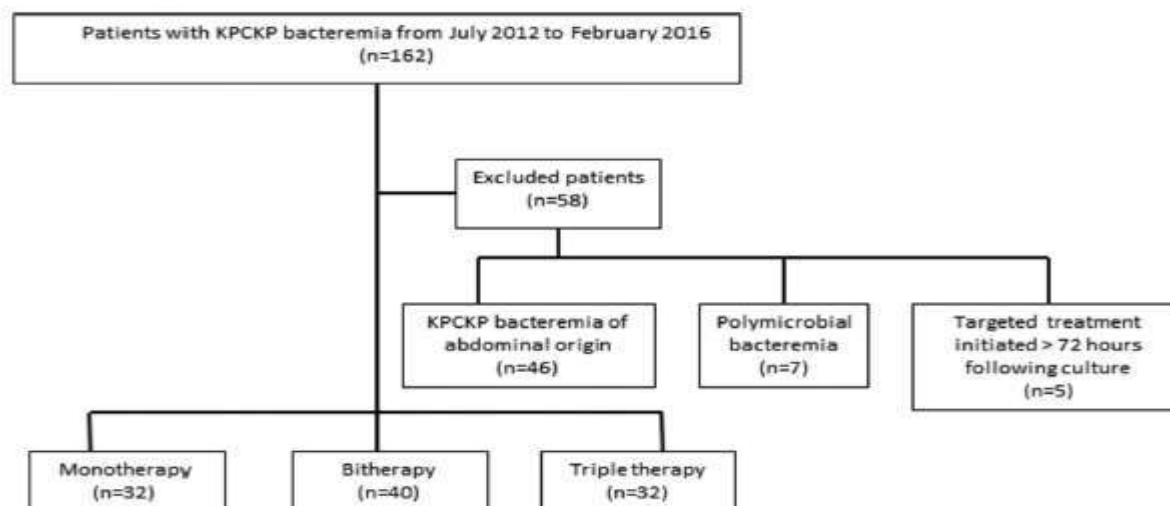 Patients with KPCKP bacteremia from July 2012 to February 2016
(n=162)
Excluded patients
(n=58)
KPCKP bacteremia of
abdominal origin
(n=46)
Polymicrobial
bacteremia
(n=7)
Targeted treatment
initiated > 72 hours
following culture
(n=5)
Monotherapy
(n=32)
Bitherapy
(n=40)
Triple therapy
(n=32)